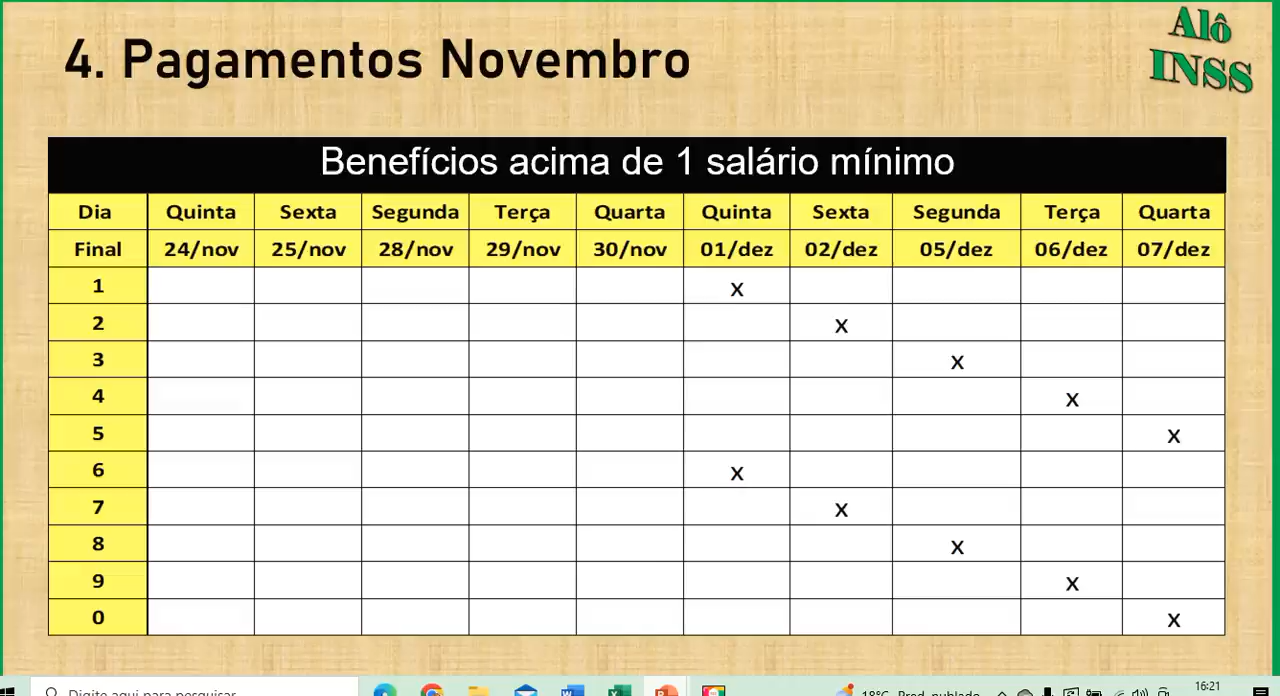 4. Pagamentos Novembro
Alô
INSS
Benefícios acima de 1 salário mínimo
Dia Quinta Sexta Segunda Terça Quarta Quinta Sexta Segunda Terça Quarta
Final 24/nov 25/nov 28/nov 29/nov 30/nov 01/dez 02/dez 05/dez 06/dez 07/dez
1 x
2 x
3 x
4 x
5 x
6 x
7 x
8 x
9 x
0 x
Digite aqui para pesquisar
18°C Pred. nublado
16:21